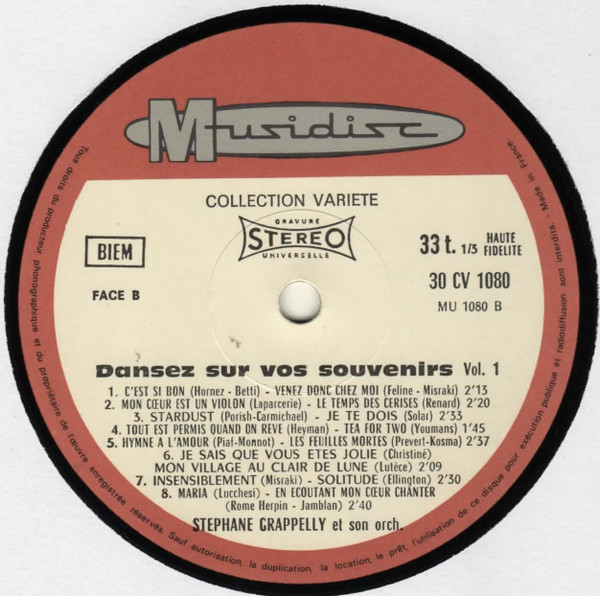 Musidisc
COLLECTION VARIETE
GRAVURE
STEREO
UNIVERSELLE
BIEM
FACE B
33 t. 1/3 HAUTE FIDELITE
30 CV 1080
MU 1080 B
Dansez sur vos souvenirs Vol. 1
1. C'EST SI BON (Hornez - Betti) - VENEZ DONC CHEZ MOI (Feline - Misraki) 2'13
2. MON CŒUR EST UN VIOLON (Laparcerie) - LE TEMPS DES CERISES (Renard) 2'20
3. STARDUST (Porish-Carmichael) - JE TE DOIS (Solar) 2'33
4. TOUT EST PERMIS QUAND ON REVE (Heyman) - TEA FOR TWO (Youmans) 1'45
5. HYMNE A L'AMOUR (Piaf-Monnot) - LES FEUILLES MORTES (Prevert-Kosma) 2'37
6. JE SAIS QUE VOUS ETES JOLIE (Christiné)
MON VILLAGE AU CLAIR DE LUNE (Lutèce) 2'09
7. INSENSIBLEMENT (Misraki) - SOLITUDE (Ellington) 2'30
8. MARIA (Lucchesi) - EN ECOUTANT MON CŒUR CHANTER
(Rome Herpin - Jamblan) 2'40
STEPHANE GRAPPELLY et son orch.
Tous droits du producteur phonographique et du propriétaire de l'œuvre enregistrée réservés. Sauf autorisation, la duplication, la location, le prêt, l'utilisation de ce disque pour exécution publique et radiodiffusion sont interdits. - Made in France.